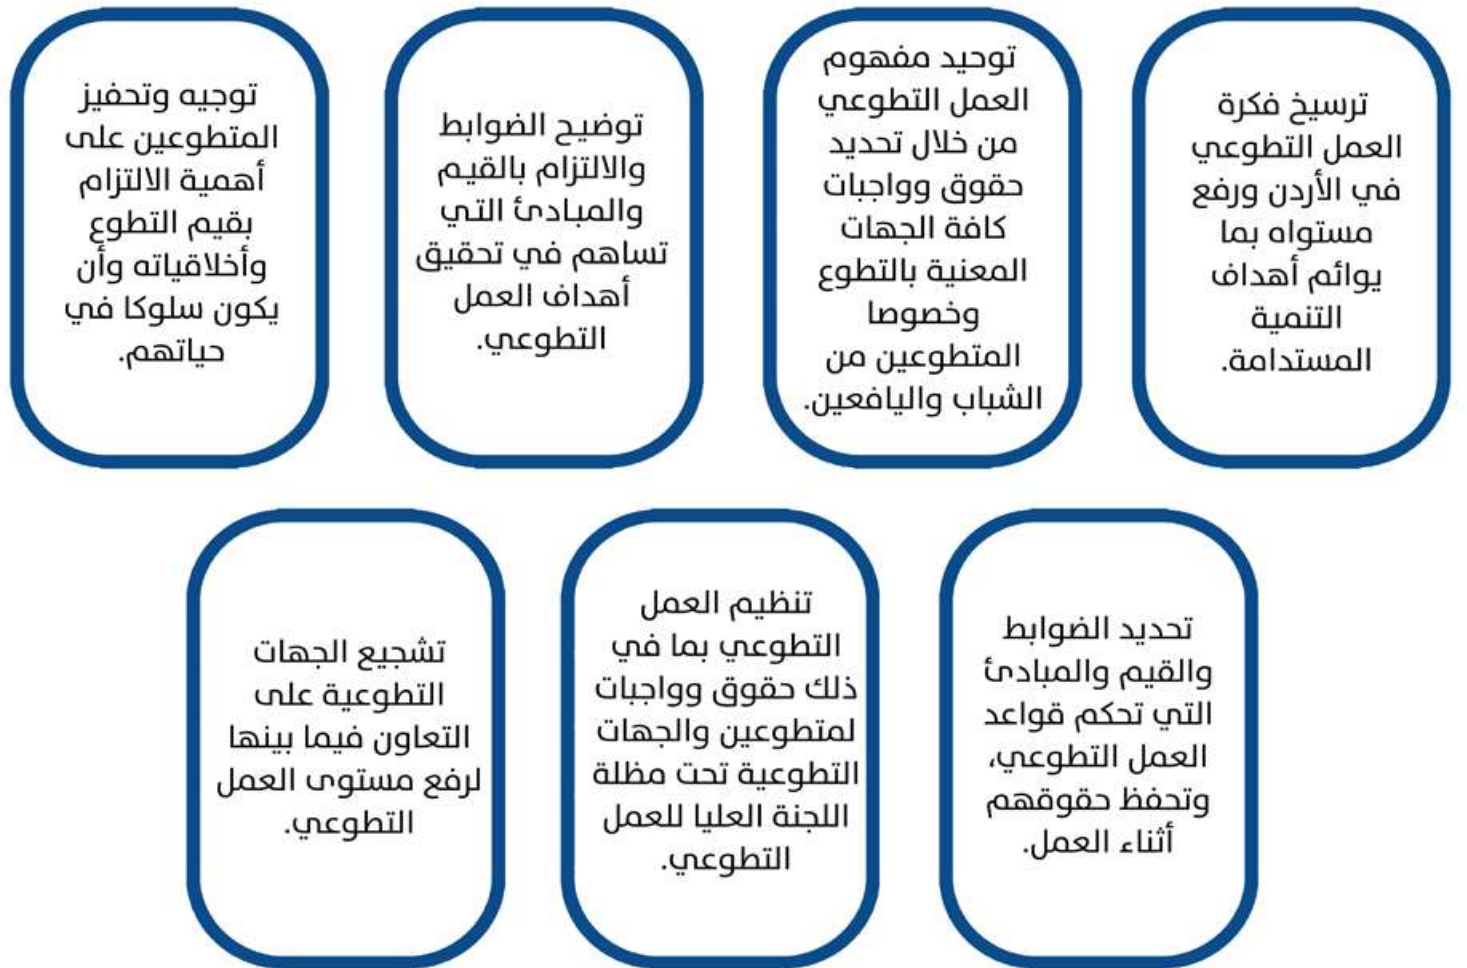 ترسيخ فكرة
العمل التطوعي
في الأردن ورفع
مستواه بما
يوائم أهداف
التنمية
المستدامة.
توحيد مفهوم
العمل التطوعي
من خلال تحديد
حقوق وواجبات
كافة الجهات
المعنية بالتطوع
وخصوصا
المتطوعين من
الشباب واليافعين.
توضيح الضوابط
والالتزام بالقيم
والمبادئ التي
تساهم في تحقيق
أهداف العمل
التطوعي.
توجيه وتحفيز
المتطوعين على
أهمية الالتزام
بقيم التطوع
وأخلاقياته وأن
يكون سلوكا في
حياتهم.
تحديد الضوابط
والقيم والمبادئ
التي تحكم قواعد
العمل التطوعي،
وتحفظ حقوقهم
أثناء العمل.
تنظيم العمل
التطوعي بما في
ذلك حقوق وواجبات
لمتطوعين والجهات
التطوعية تحت مظلة
اللجنة العليا للعمل
التطوعي.
تشجيع الجهات
التطوعية على
التعاون فيما بينها
لرفع مستوى العمل
التطوعي.